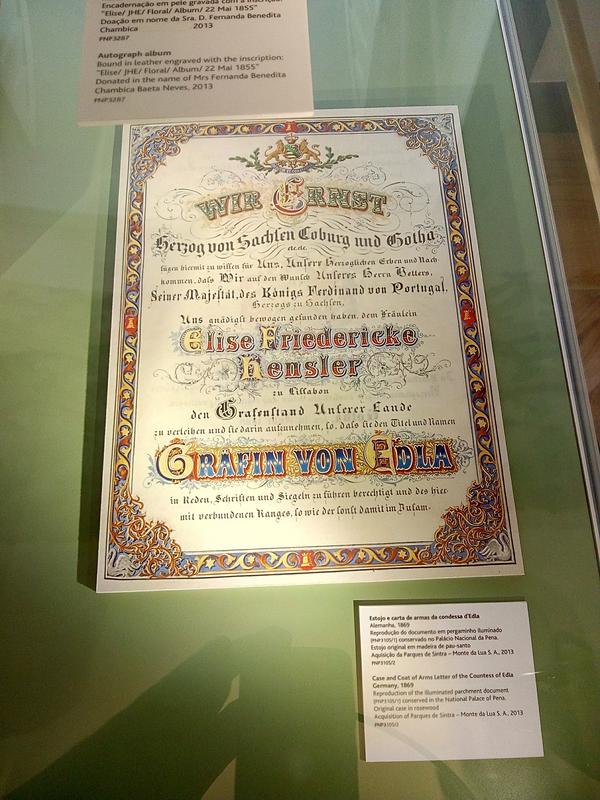 Encadernação em pele gravada com a inscrição:
"Elise/ JHE/ Floral/ Album/ 22 Mai 1855"
Doação em nome da Sra. D. Fernanda Benedita
Chambica 2013
PNP3287
Autograph album
Bound in leather engraved with the inscription:
"Elise/ JHE/ Floral/ Album/ 22 Mai 1855"
Donated in the name of Mrs Fernanda Benedita
Chambica Baeta Neves, 2013
PNP3287
WIR ERNST
Herzog von Sachsen Coburg und Gotha
etc. etc.
fügen hiermit zu wissen für Uns, Unsere Herzoglichen Erben und Nach-
kommen, dass Wir auf den Wunsch Unseres Herrn Vetters,
Seiner Majestät, des Königs Ferdinand von Portugal,
Herzogs zu Sachsen,
Uns gnädigst bewogen gefunden haben, dem Fräulein
Elise Friedericke
Hensler
zu Lissabon
den Grafenstand Unserer Lande
zu verleihen und sie darin aufzunehmen, so, dass sie den Titel und Namen
GRÄFIN VON EDLA
in Reden, Schriften und Siegeln zu führen berechtigt und des hier-
mit verbundenen Ranges, so wie der sonst damit im Zusam-
Estojo e carta de armas da condessa d'Edla
Alemanha, 1869
Reprodução do documento em pergaminho iluminado
(PNP3105/1) conservado no Palácio Nacional da Pena.
Estojo original em madeira de pau-santo
Aquisição da Parques de Sintra – Monte da Lua S. A., 2013
PNP3105/2
Case and Coat of Arms Letter of the Countess of Edla
Germany, 1869
Reproduction of the illuminated parchment document
(PNP3105/1) conserved in the National Palace of Pena.
Original case in rosewood
Acquisition of Parques de Sintra – Monte da Lua S. A., 2013
PNP3105/2